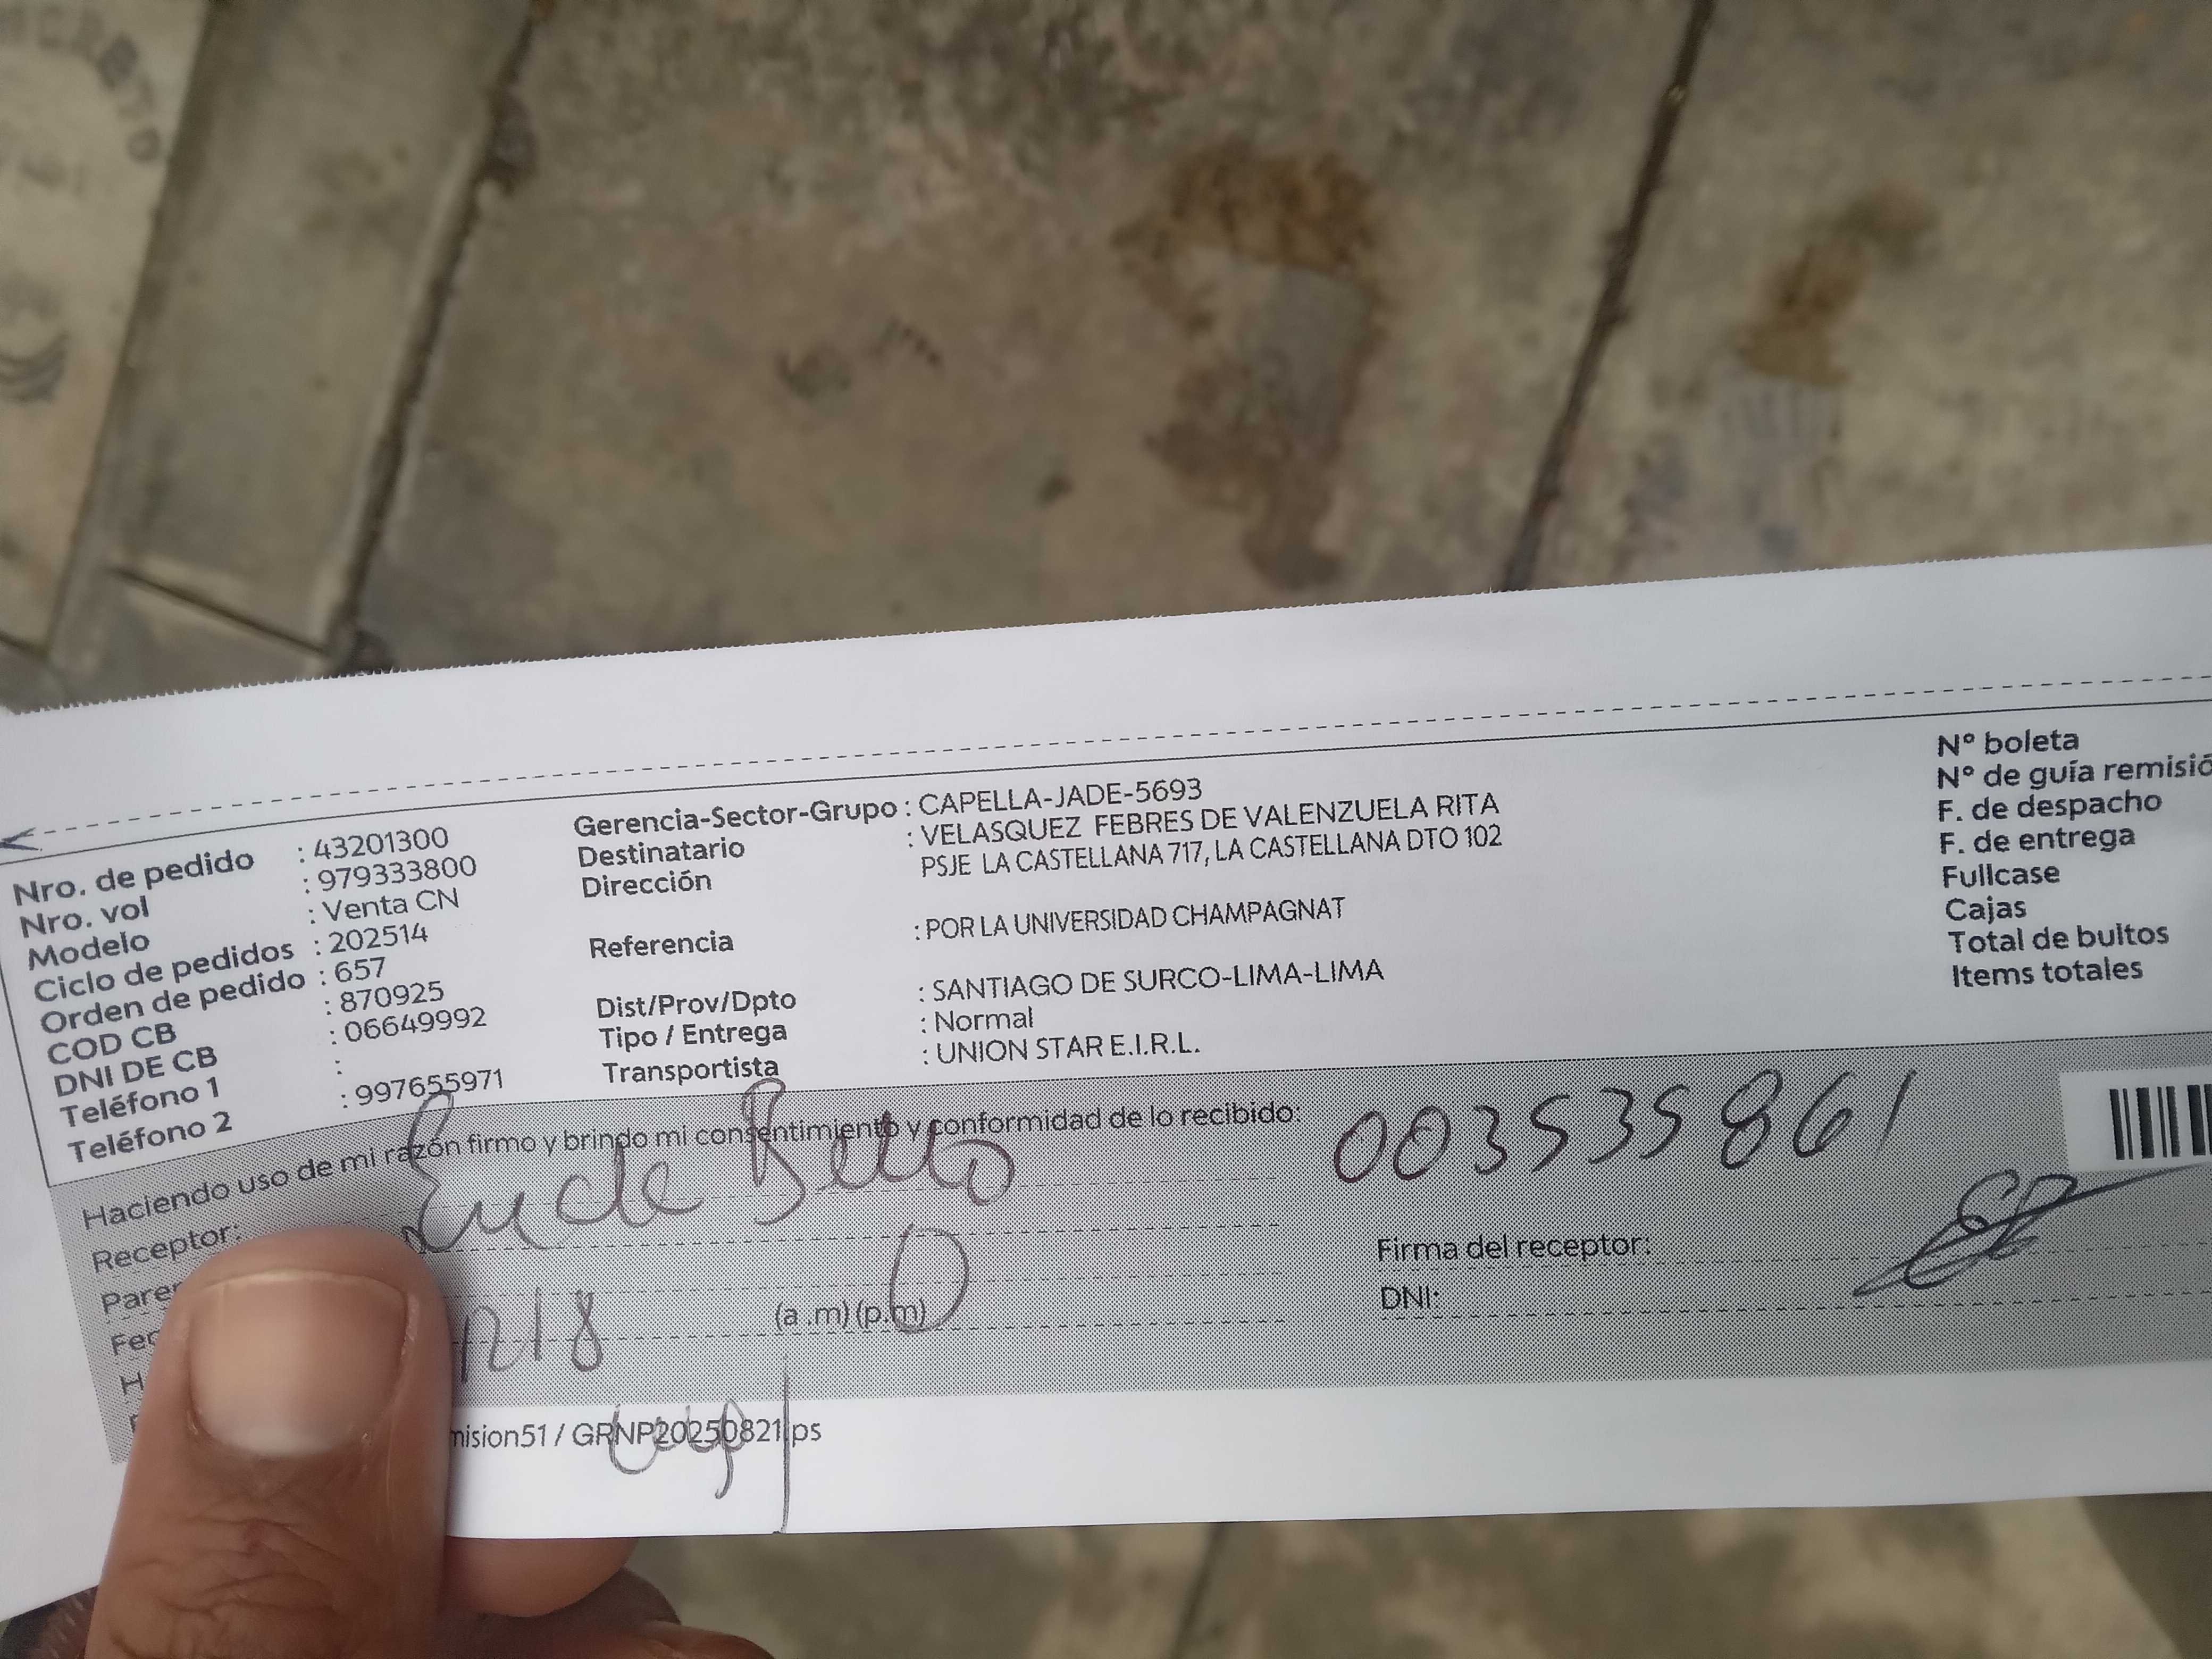 Nro. de pedido : 43201300
Nro. vol : 979333800
Modelo : Venta CN
Ciclo de pedidos : 202514
Orden de pedido : 657
COD CB : 870925
DNI DE CB : 06649992
Teléfono 1 :
Teléfono 2 : 997655971
Gerencia-Sector-Grupo : CAPELLA-JADE-5693
Destinatario : VELASQUEZ FEBRES DE VALENZUELA RITA
Dirección PSJE LA CASTELLANA 717, LA CASTELLANA DTO 102
Referencia : POR LA UNIVERSIDAD CHAMPAGNAT
Dist/Prov/Dpto : SANTIAGO DE SURCO-LIMA-LIMA
Tipo / Entrega : Normal
Transportista : UNION STAR E.I.R.L.
Nº boleta
Nº de guía remisió
F. de despacho
F. de entrega
Fullcase
Cajas
Total de bultos
Items totales
Haciendo uso de mi razón firmo y brindo mi consentimiento y conformidad de lo recibido:
003535861
Receptor: Bello
Firma del receptor:
DNI:
1218 (a.m) (p.m)
mision51 / GRNP20250821.ps